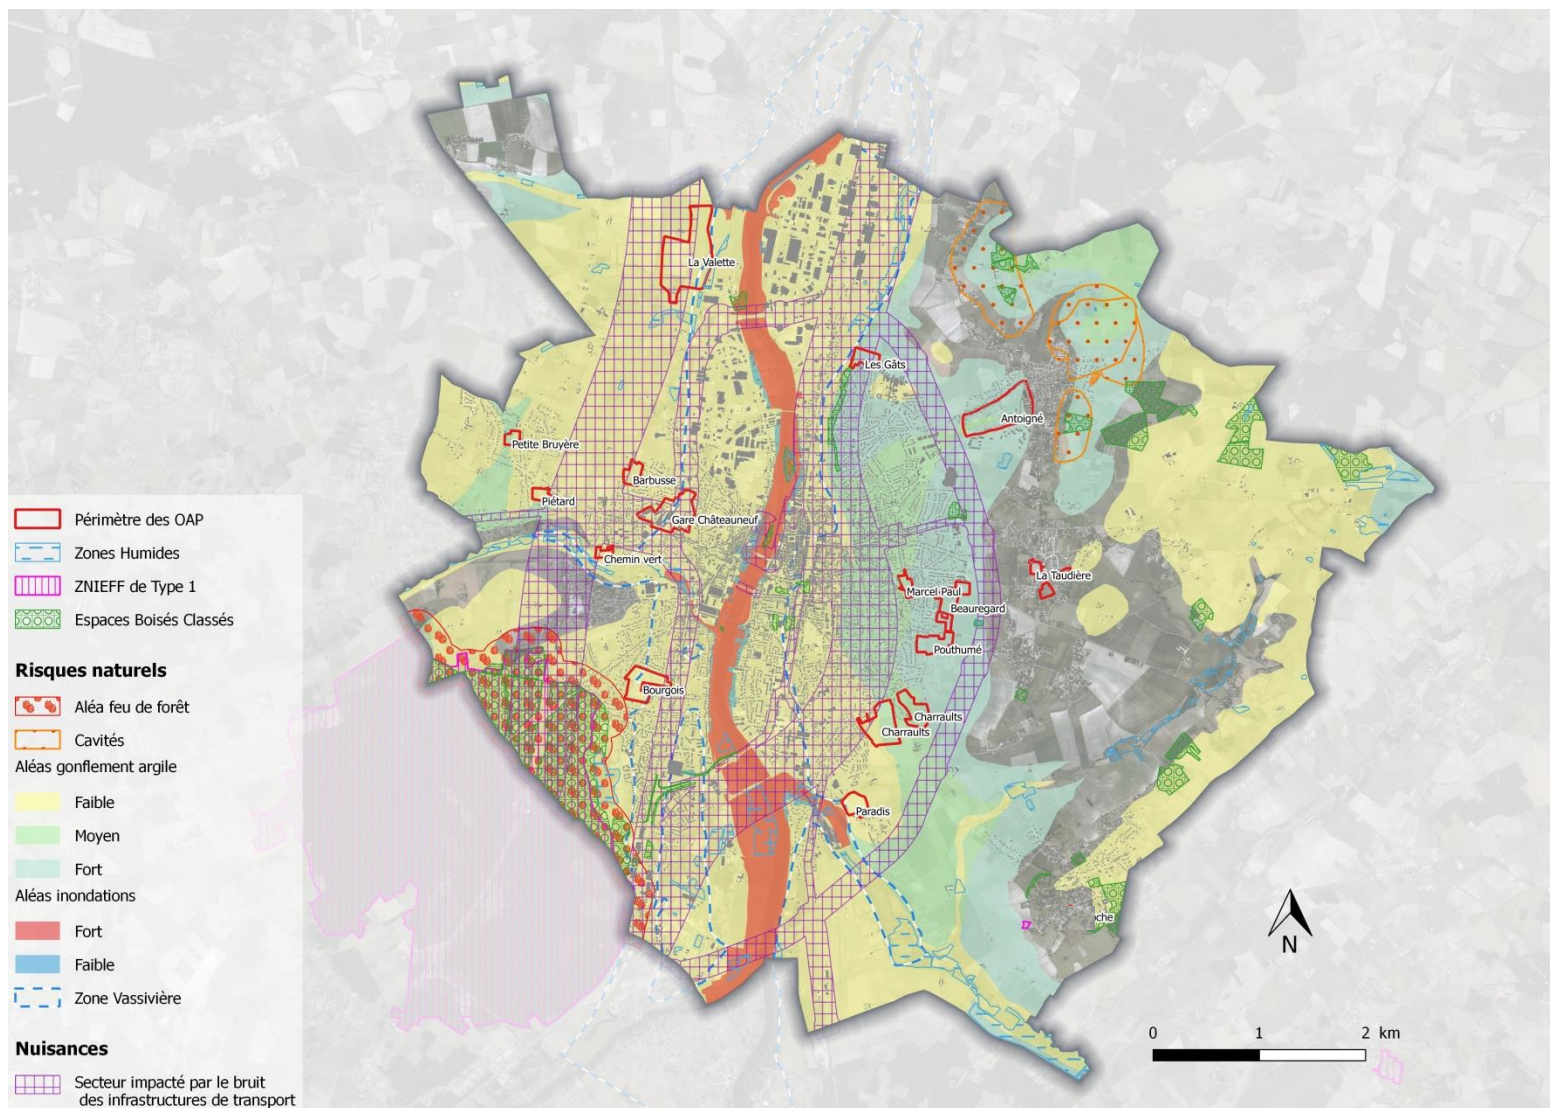 La Valette
Les Gâts
Antoigné
Petite Bruyère
Barbusse
Piétard
Gare Châteauneuf
Chemin vert
La Taudière
Marcel Paul
Beauregard
Pouthumé
Bourgois
Charraults
Charraults
Paradis
oche
Périmètre des OAP
Zones Humides
ZNIEFF de Type 1
Espaces Boisés Classés
Risques naturels
Aléa feu de forêt
Cavités
Aléas gonflement argile
Faible
Moyen
Fort
Aléas inondations
Fort
Faible
Zone Vassivière
Nuisances
Secteur impacté par le bruit
des infrastructures de transport
N
0 1 2 km